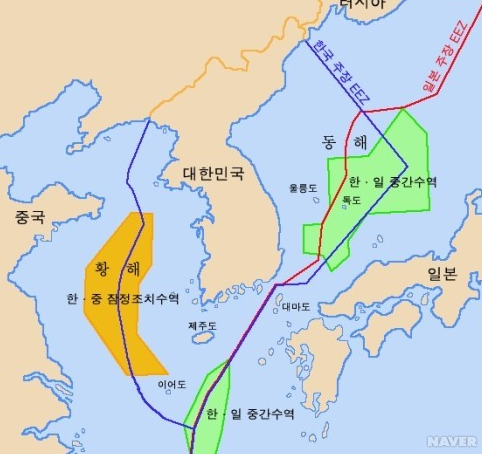 러시아
한국 주장 EEZ
일본 주장 EEZ
동 해
대한민국
울릉도
한 · 일 중간수역
독도
중국
황 해
한 · 중 잠정조치수역
일본
대마도
제주도
이어도
한 · 일 중간수역
NAVER